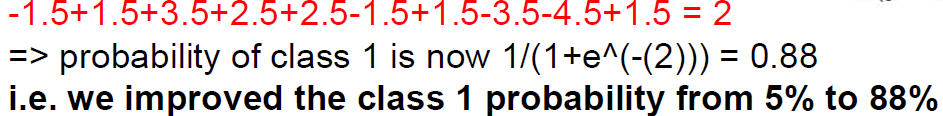 -1.5+1.5+3.5+2.5+2.5-1.5+1.5-3.5-4.5+1.5 = 2
=> probability of class 1 is now 1/(1+e^(-(2))) = 0.88
i.e. we improved the class 1 probability from 5% to 88%